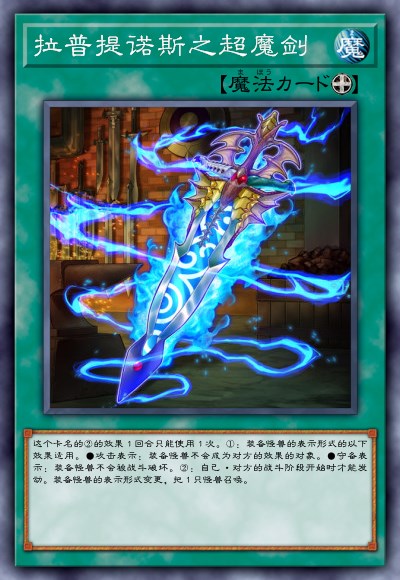 拉普提诺斯之超魔剑
魔
【魔法カード】
ま ほう
这个卡名的②的效果1回合只能使用1次。①:装备怪兽的表示形式的以下
效果适用。●攻击表示:装备怪兽不会成为对方的效果的对象。●守备表
示:装备怪兽不会被战斗破坏。②:自己·对方的战斗阶段开始时才能发
动。装备怪兽的表示形式变更,把1只怪兽召唤。